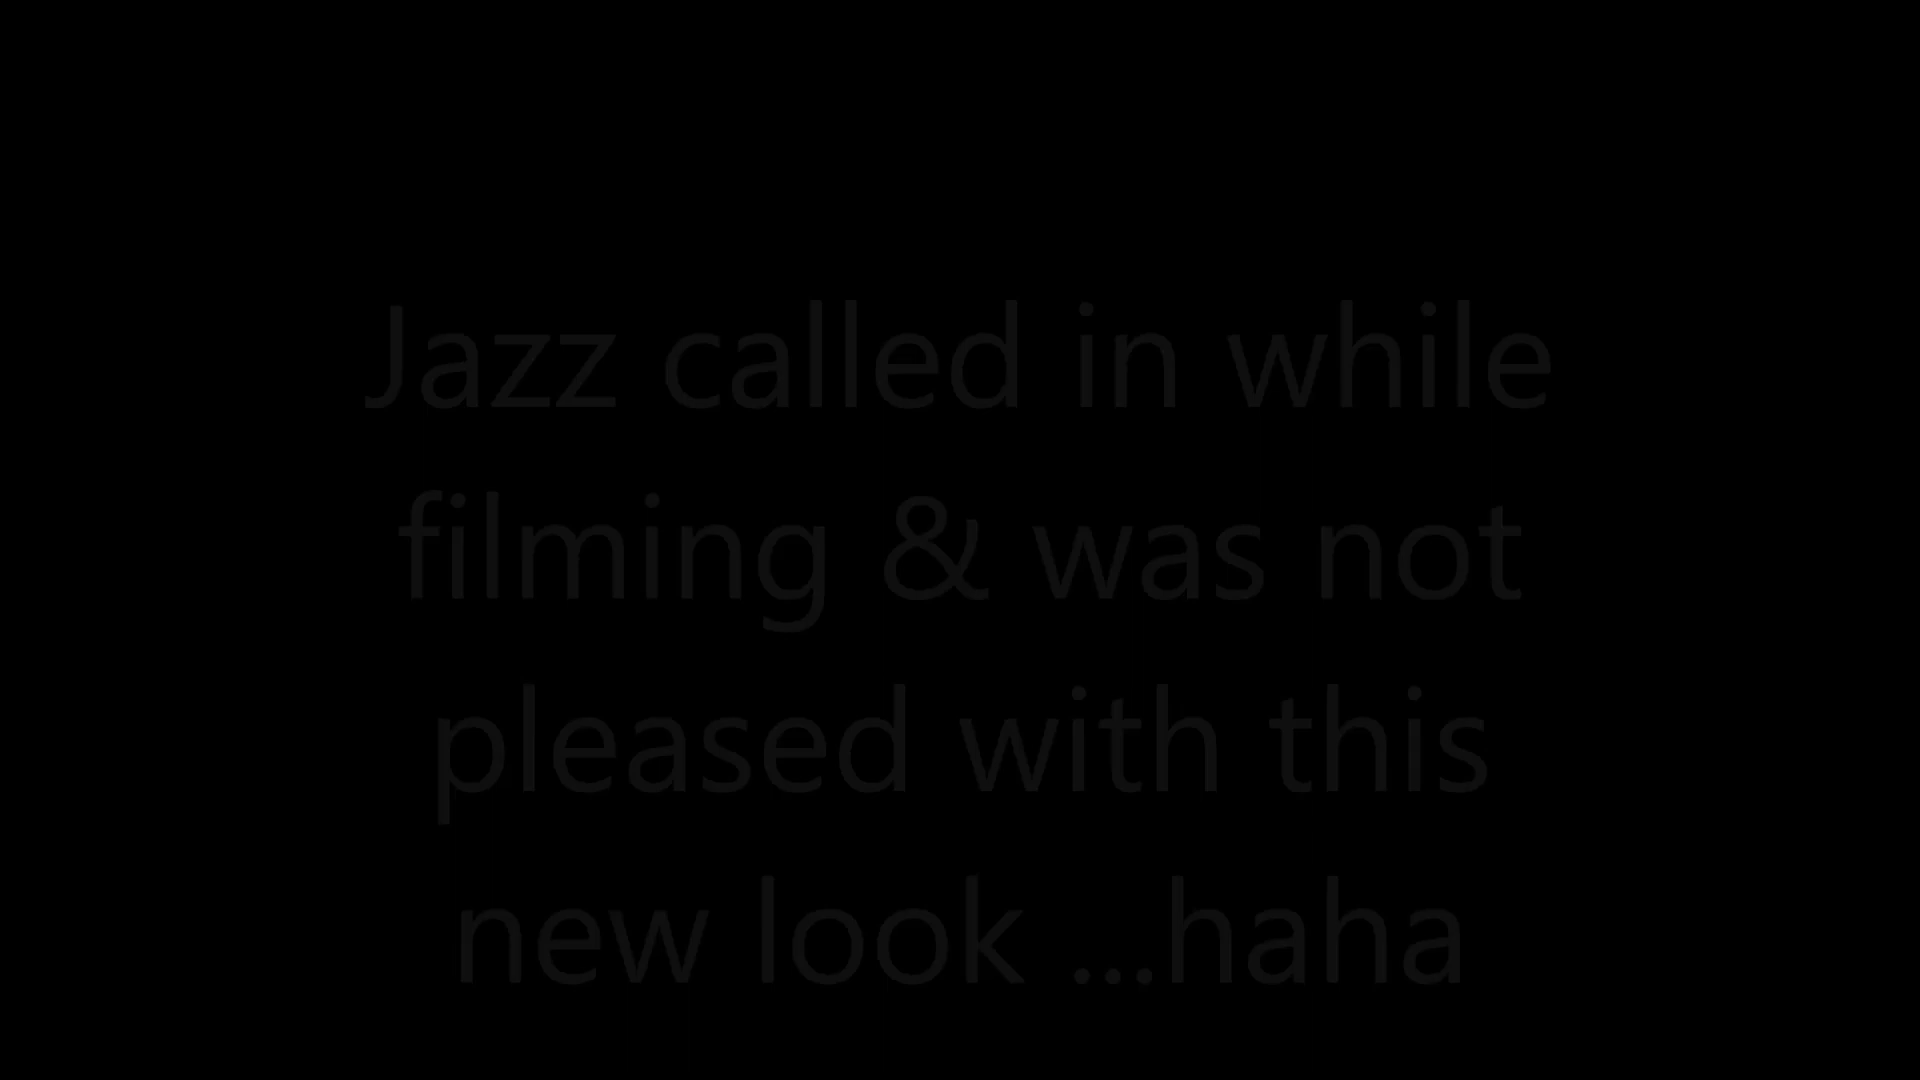 Jazz called in while
filming & was not
pleased with this
new look ...haha